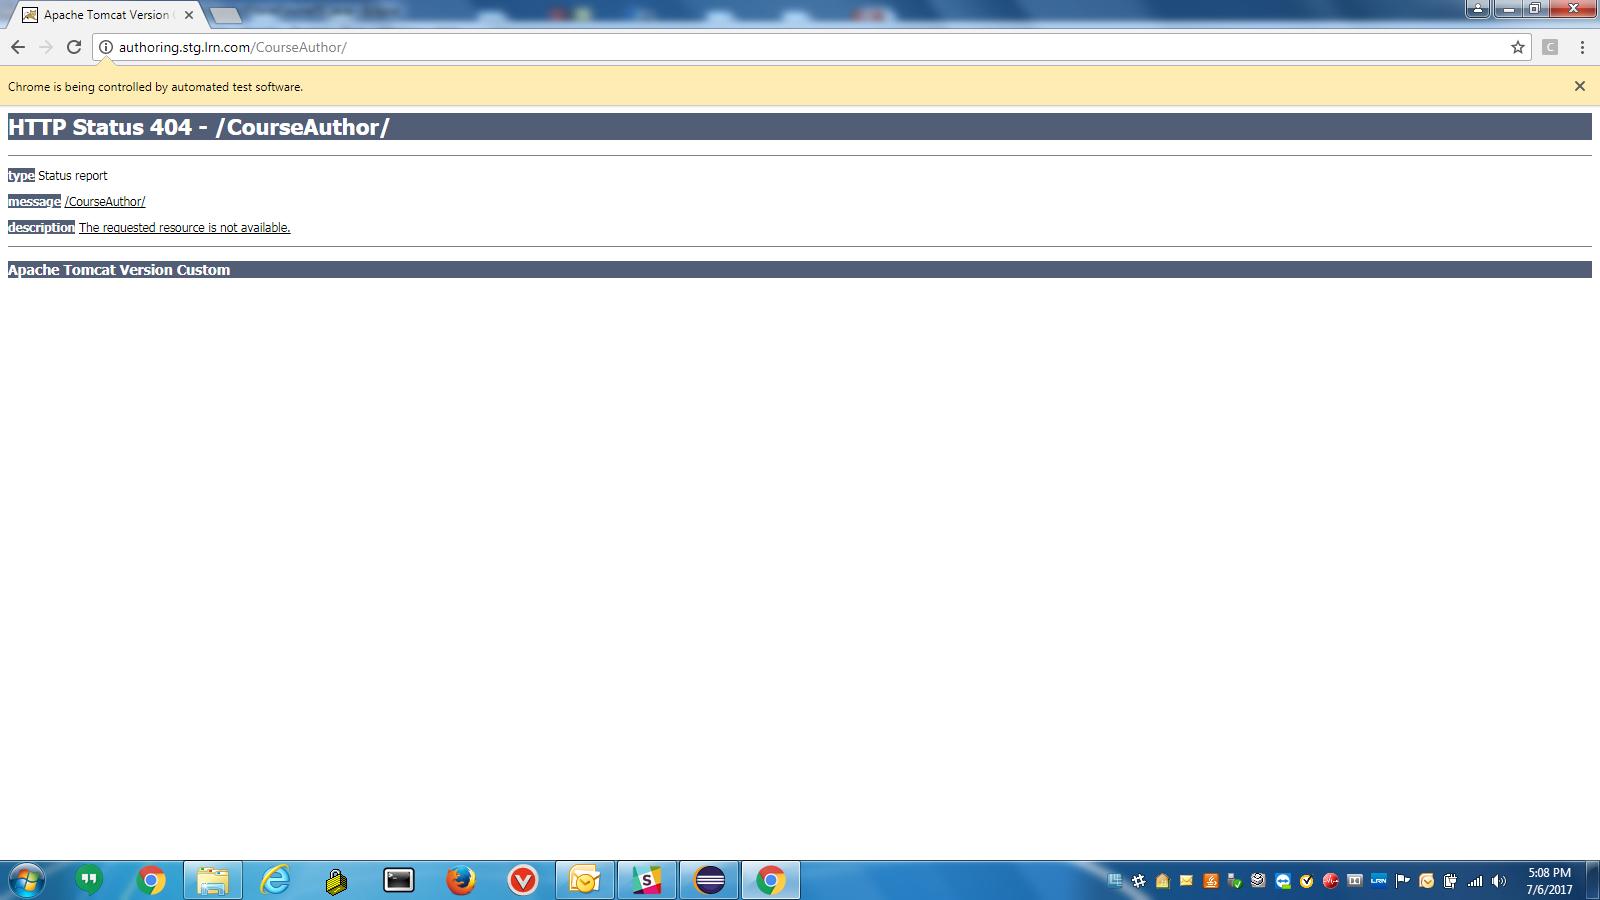 Apache Tomcat Version
authoring.stg.lrn.com/CourseAuthor/
C
Chrome is being controlled by automated test software.
HTTP Status 404 - /CourseAuthor/
type Status report
message /CourseAuthor/
description The requested resource is not available.
Apache Tomcat Version Custom
LRN
5:08 PM
7/6/2017